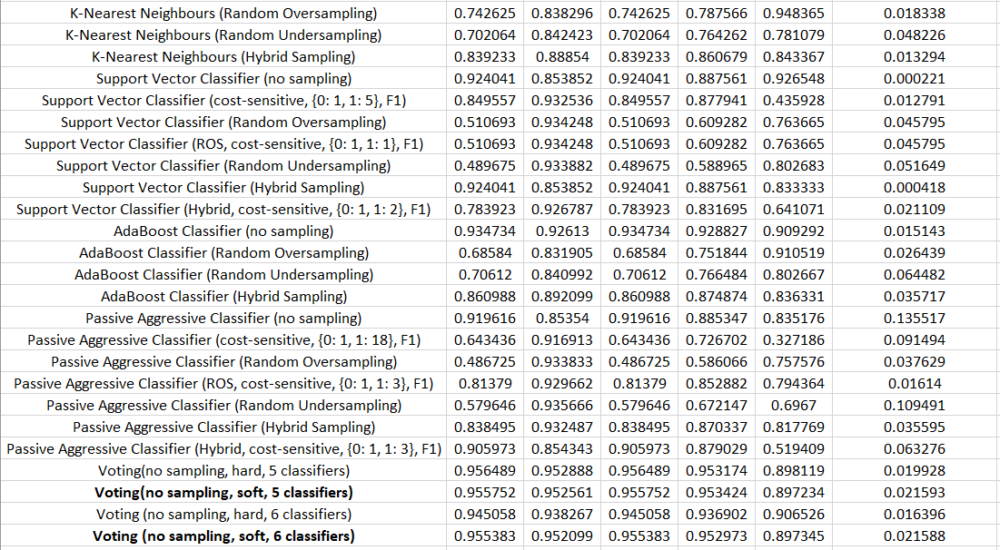 K-Nearest Neighbours (Random Oversampling) 0.742625 0.838296 0.742625 0.787566 0.948365 0.018338
K-Nearest Neighbours (Random Undersampling) 0.702064 0.842423 0.702064 0.764262 0.781079 0.048226
K-Nearest Neighbours (Hybrid Sampling) 0.839233 0.88854 0.839233 0.860679 0.843367 0.013294
Support Vector Classifier (no sampling) 0.924041 0.853852 0.924041 0.887561 0.926548 0.000221
Support Vector Classifier (cost-sensitive, {0: 1, 1: 5}, F1) 0.849557 0.932536 0.849557 0.877941 0.435928 0.012791
Support Vector Classifier (Random Oversampling) 0.510693 0.934248 0.510693 0.609282 0.763665 0.045795
Support Vector Classifier (ROS, cost-sensitive, {0: 1, 1: 1}, F1) 0.510693 0.934248 0.510693 0.609282 0.763665 0.045795
Support Vector Classifier (Random Undersampling) 0.489675 0.933882 0.489675 0.588965 0.802683 0.051649
Support Vector Classifier (Hybrid Sampling) 0.924041 0.853852 0.924041 0.887561 0.833333 0.000418
Support Vector Classifier (Hybrid, cost-sensitive, {0: 1, 1: 2}, F1) 0.783923 0.926787 0.783923 0.831695 0.641071 0.021109
AdaBoost Classifier (no sampling) 0.934734 0.92613 0.934734 0.928827 0.909292 0.015143
AdaBoost Classifier (Random Oversampling) 0.68584 0.831905 0.68584 0.751844 0.910519 0.026439
AdaBoost Classifier (Random Undersampling) 0.70612 0.840992 0.70612 0.766484 0.802667 0.064482
AdaBoost Classifier (Hybrid Sampling) 0.860988 0.892099 0.860988 0.874874 0.836331 0.035717
Passive Aggressive Classifier (no sampling) 0.919616 0.85354 0.919616 0.885347 0.835176 0.135517
Passive Aggressive Classifier (cost-sensitive, {0: 1, 1: 18}, F1) 0.643436 0.916913 0.643436 0.726702 0.327186 0.091494
Passive Aggressive Classifier (Random Oversampling) 0.486725 0.933833 0.486725 0.586066 0.757576 0.037629
Passive Aggressive Classifier (ROS, cost-sensitive, {0: 1, 1: 3}, F1) 0.81379 0.929662 0.81379 0.852882 0.794364 0.01614
Passive Aggressive Classifier (Random Undersampling) 0.579646 0.935666 0.579646 0.672147 0.6967 0.109491
Passive Aggressive Classifier (Hybrid Sampling) 0.838495 0.932487 0.838495 0.870337 0.817769 0.035595
Passive Aggressive Classifier (Hybrid, cost-sensitive, {0: 1, 1: 3}, F1) 0.905973 0.854343 0.905973 0.879029 0.519409 0.063276
Voting(no sampling, hard, 5 classifiers) 0.956489 0.952888 0.956489 0.953174 0.898119 0.019928
Voting(no sampling, soft, 5 classifiers) 0.955752 0.952561 0.955752 0.953424 0.897234 0.021593
Voting (no sampling, hard, 6 classifiers) 0.945058 0.938267 0.945058 0.936902 0.906526 0.016396
Voting (no sampling, soft, 6 classifiers) 0.955383 0.952099 0.955383 0.952973 0.897345 0.021588